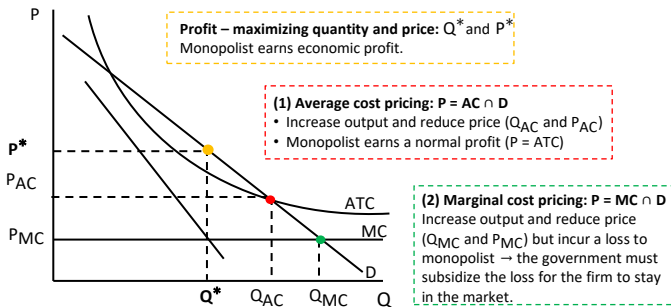 P
Profit – maximizing quantity and price: Q* and P*
Monopolist earns economic profit.
(1) Average cost pricing: P = AC ∩ D
• Increase output and reduce price (QAC and PAC)
• Monopolist earns a normal profit (P = ATC)
P*
PAC
ATC
(2) Marginal cost pricing: P = MC ∩ D
Increase output and reduce price
(QMC and PMC) but incur a loss to
monopolist → the government must
subsidize the loss for the firm to stay
in the market.
PMC
MC
D
Q*
QAC
QMC
Q